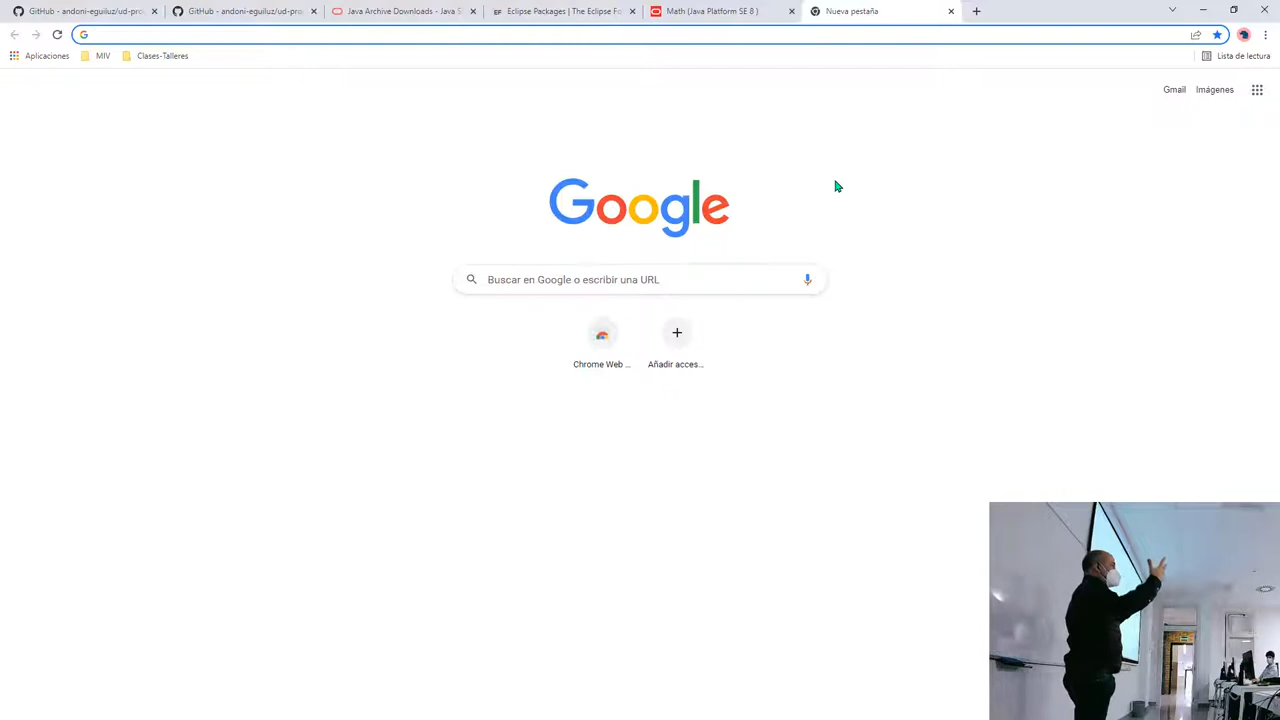 GitHub - andoni-eguiluz/ud-pro
GitHub - andoni-eguiluz/ud-pro
Java Archive Downloads - Java S
Eclipse Packages | The Eclipse Fo
Math (Java Platform SE 8 )
Nueva pestaña
Aplicaciones
MIV
Clases-Talleres
Lista de lectura
Gmail
Imágenes
Google
Buscar en Google o escribir una URL
Chrome Web ...
Añadir acces...